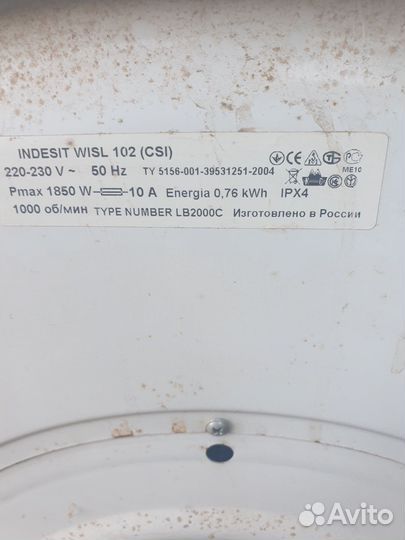 INDESIT WISL 102 (CSI)
220-230 V ~ 50 Hz TY 5156-001-39531251-2004
ME10
Pmax 1850 W 10 A Energia 0,76 kWh IPX4
1000 об/мин TYPE NUMBER LB2000C Изготовлено в России
Avito